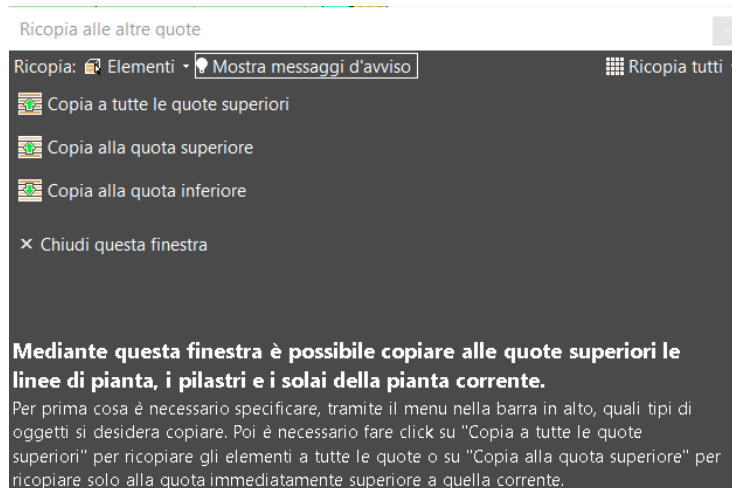 Ricopia alle altre quote
Ricopia: Elementi Mostra messaggi d'avviso Ricopia tutti
Copia a tutte le quote superiori
Copia alla quota superiore
Copia alla quota inferiore
× Chiudi questa finestra
Mediante questa finestra è possibile copiare alle quote superiori le
linee di pianta, i pilastri e i solai della pianta corrente.
Per prima cosa è necessario specificare, tramite il menu nella barra in alto, quali tipi di
oggetti si desidera copiare. Poi è necessario fare click su "Copia a tutte le quote
superiori" per ricopiare gli elementi a tutte le quote o su "Copia alla quota superiore" per
ricopiare solo alla quota immediatamente superiore a quella corrente.